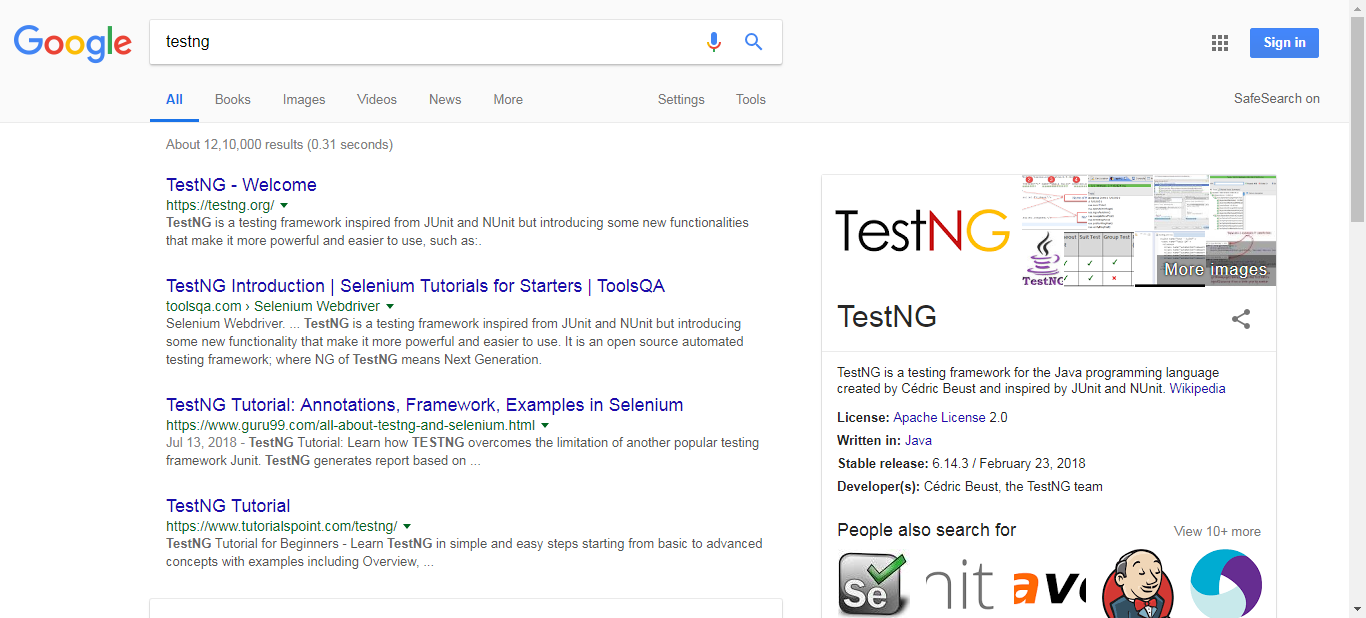 Google
testng
Sign in
All Books Images Videos News More Settings Tools
SafeSearch on
About 12,10,000 results (0.31 seconds)
TestNG - Welcome
https://testng.org/
TestNG is a testing framework inspired from JUnit and NUnit but introducing some new functionalities
that make it more powerful and easier to use, such as:.
TestNG Introduction | Selenium Tutorials for Starters | ToolsQA
toolsqa.com › Selenium Webdriver
Selenium Webdriver. ... TestNG is a testing framework inspired from JUnit and NUnit but introducing
some new functionality that make it more powerful and easier to use. It is an open source automated
testing framework; where NG of TestNG means Next Generation.
TestNG Tutorial: Annotations, Framework, Examples in Selenium
https://www.guru99.com/all-about-testng-and-selenium.html
Jul 13, 2018 - TestNG Tutorial: Learn how TESTNG overcomes the limitation of another popular testing
framework Junit. TestNG generates report based on ...
TestNG Tutorial
https://www.tutorialspoint.com/testng/
TestNG Tutorial for Beginners - Learn TestNG in simple and easy steps starting from basic to advanced
concepts with examples including Overview, ...
TestNG
Suit Test Group Test
TestNG
More images
TestNG
TestNG is a testing framework for the Java programming language
created by Cédric Beust and inspired by JUnit and NUnit. Wikipedia
License: Apache License 2.0
Written in: Java
Stable release: 6.14.3 / February 23, 2018
Developer(s): Cédric Beust, the TestNG team
People also search for
View 10+ more
Se
nit
ave